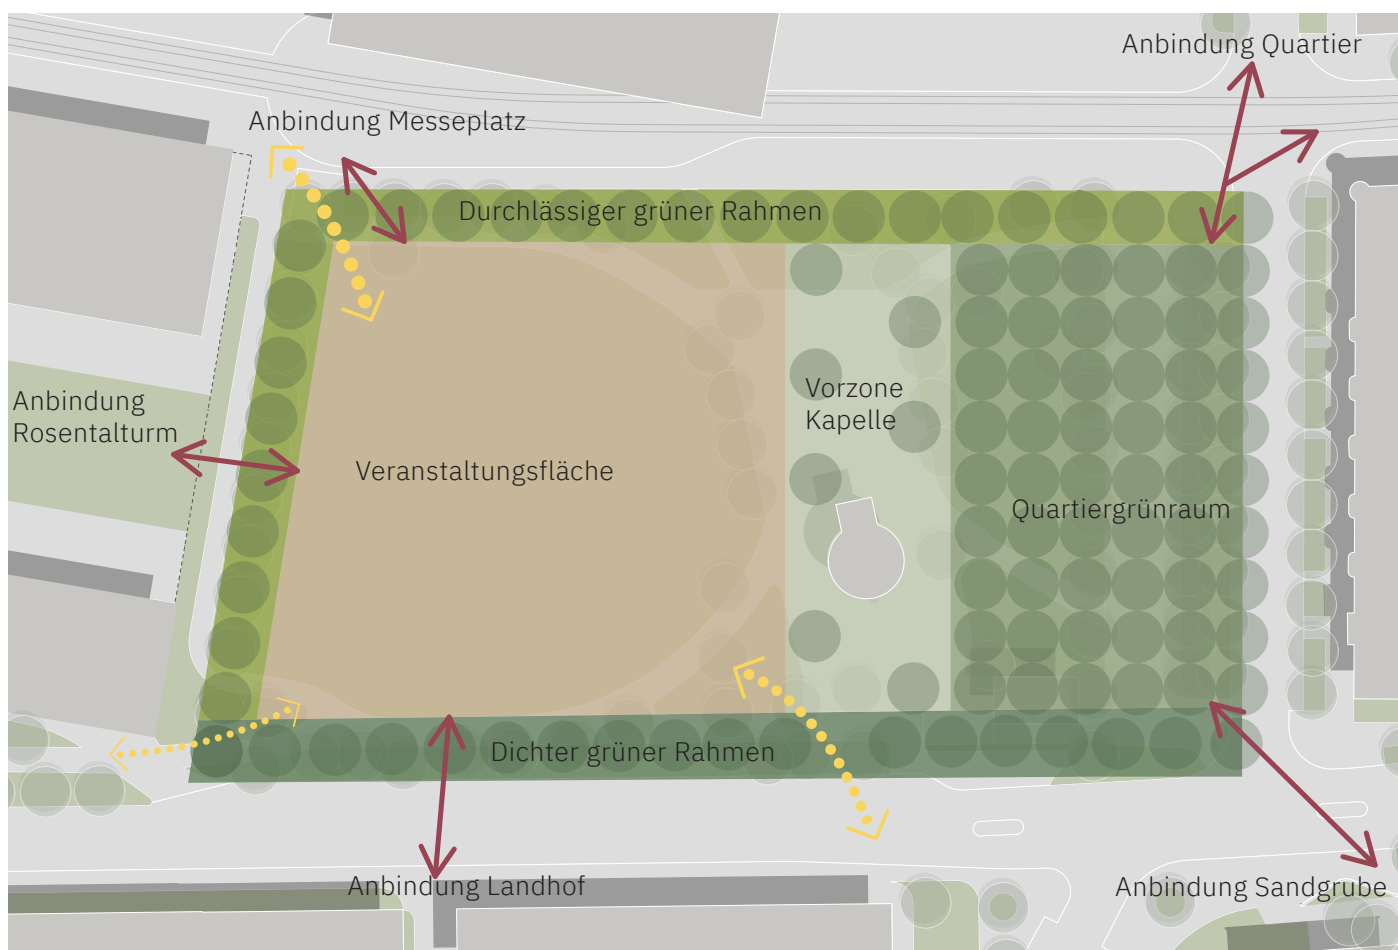 Anbindung Quartier
Anbindung Messeplatz
Durchlässiger grüner Rahmen
Anbindung
Rosentalturm
Vorzone
Kapelle
Veranstaltungsfläche
Quartiergrünraum
Dichter grüner Rahmen
Anbindung Landhof
Anbindung Sandgrube